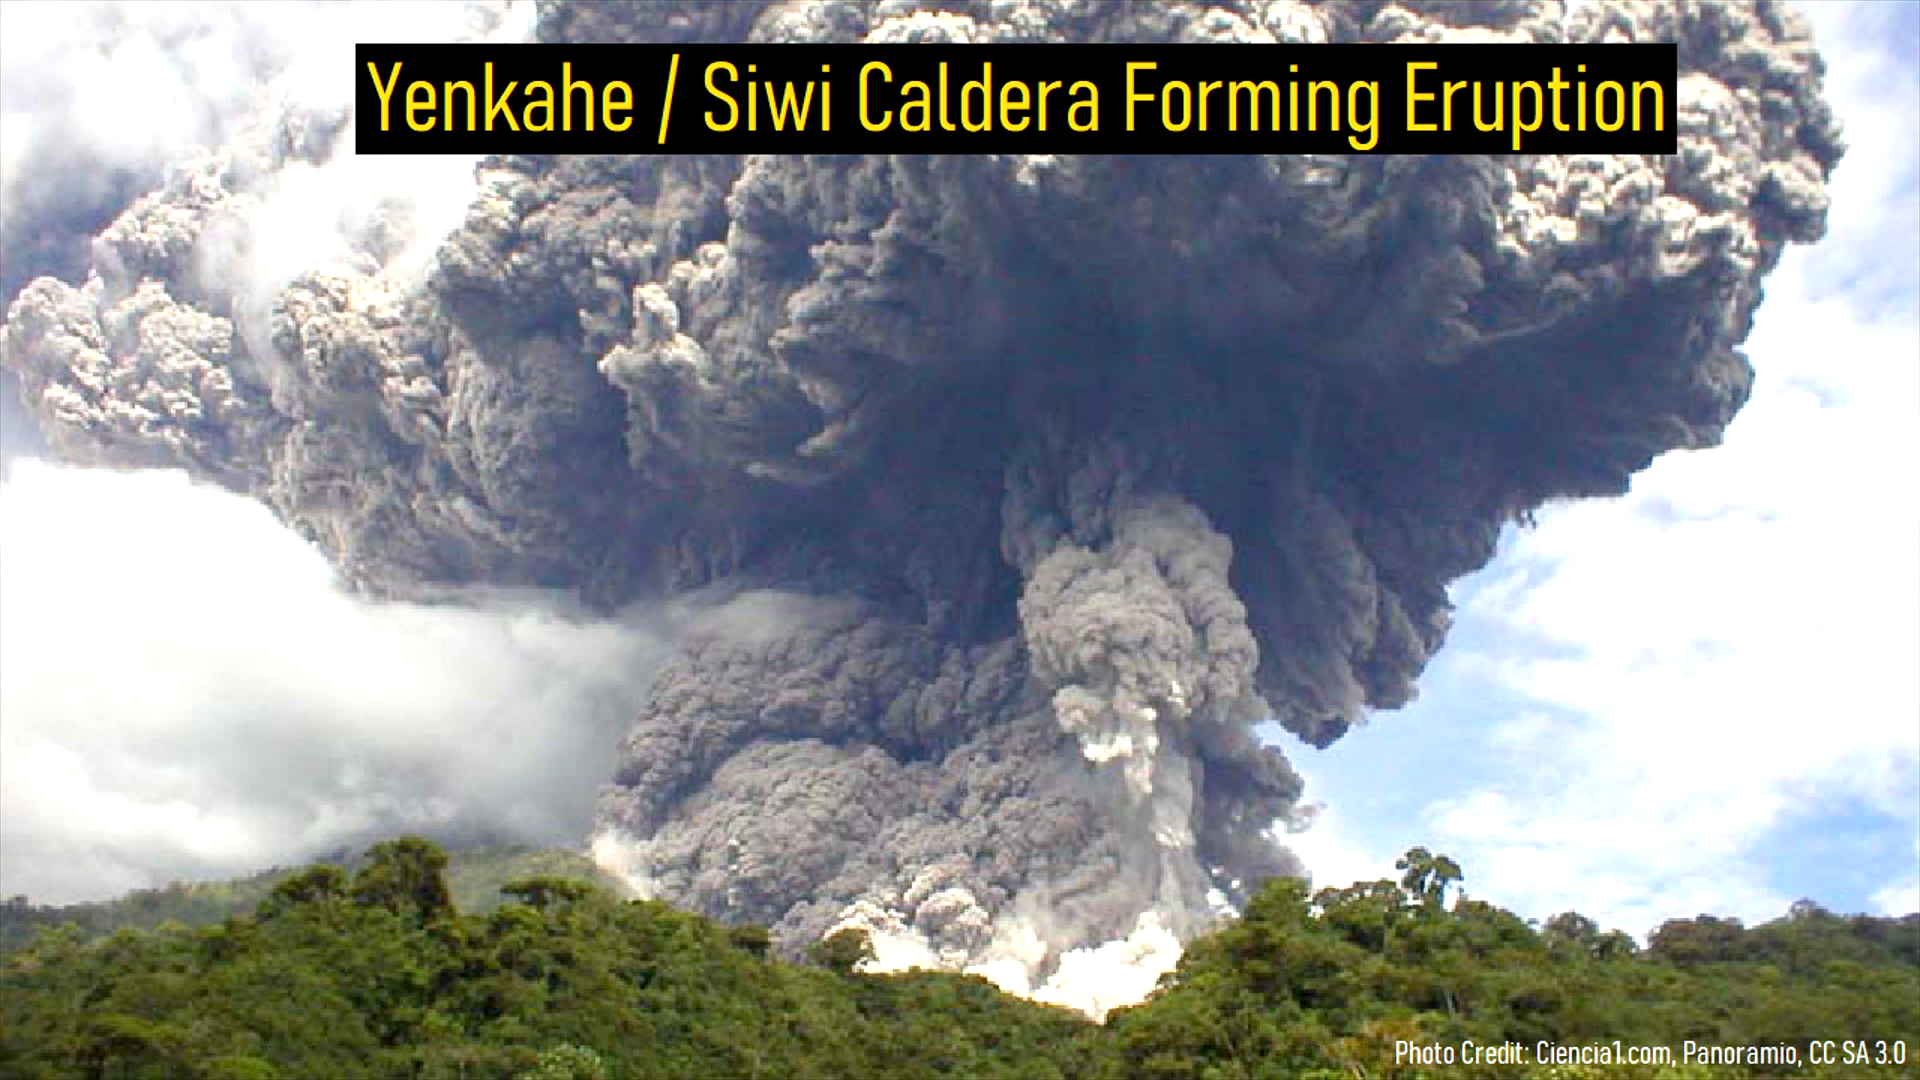 Yenkahe / Siwi Caldera Forming Eruption
Photo Credit: Ciencia1.com, Panoramio, CC SA 3.0